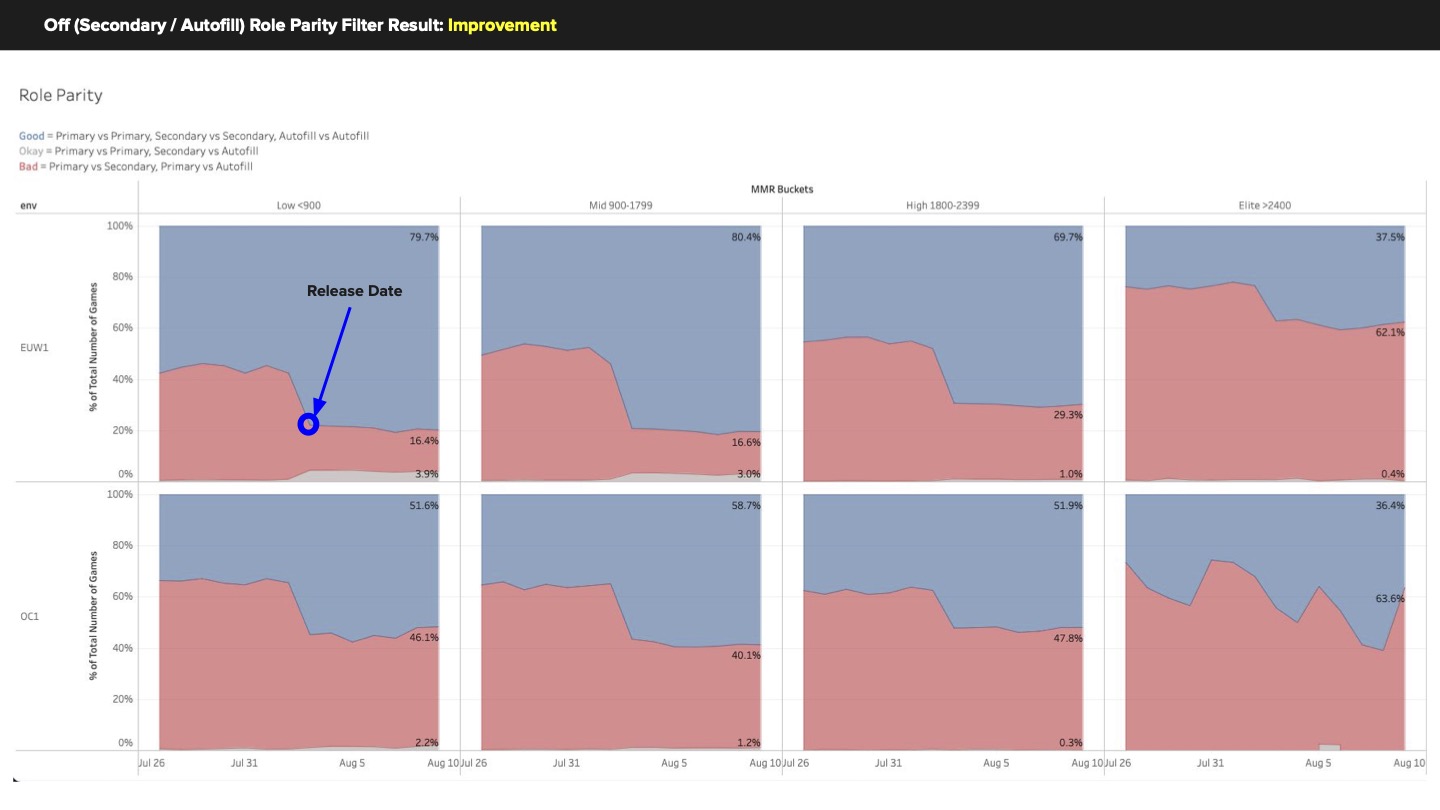 Off (Secondary / Autofill) Role Parity Filter Result: Improvement
Role Parity
Good = Primary vs Primary, Secondary vs Secondary, Autofill vs Autofill
Okay = Primary vs Primary, Secondary vs Autofill
Bad = Primary vs Secondary, Primary vs Autofill
MMR Buckets
env Low <900 Mid 900-1799 High 1800-2399 Elite >2400
EUW1
% of Total Number of Games
100%
80%
60%
40%
20%
0%
Release Date
79.7%
16.4%
3.9%
80.4%
16.6%
3.0%
69.7%
29.3%
1.0%
37.5%
62.1%
0.4%
OC1
% of Total Number of Games
100%
80%
60%
40%
20%
0%
51.6%
46.1%
2.2%
58.7%
40.1%
1.2%
51.9%
47.8%
0.3%
36.4%
63.6%
Jul 26 Jul 31 Aug 5 Aug 10 Jul 26 Jul 31 Aug 5 Aug 10 Jul 26 Jul 31 Aug 5 Aug 10 Jul 26 Jul 31 Aug 5 Aug 10